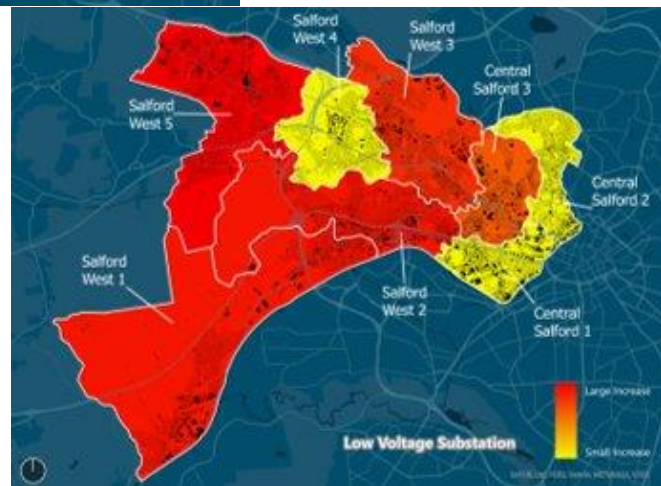 Salford
West 4
Salford
West 3
Central
Salford 3
Salford
West 5
Central
Salford 2
Salford
West 1
Salford
West 2
Central
Salford 1
Large Increase
Low Voltage Substation
Small Increase